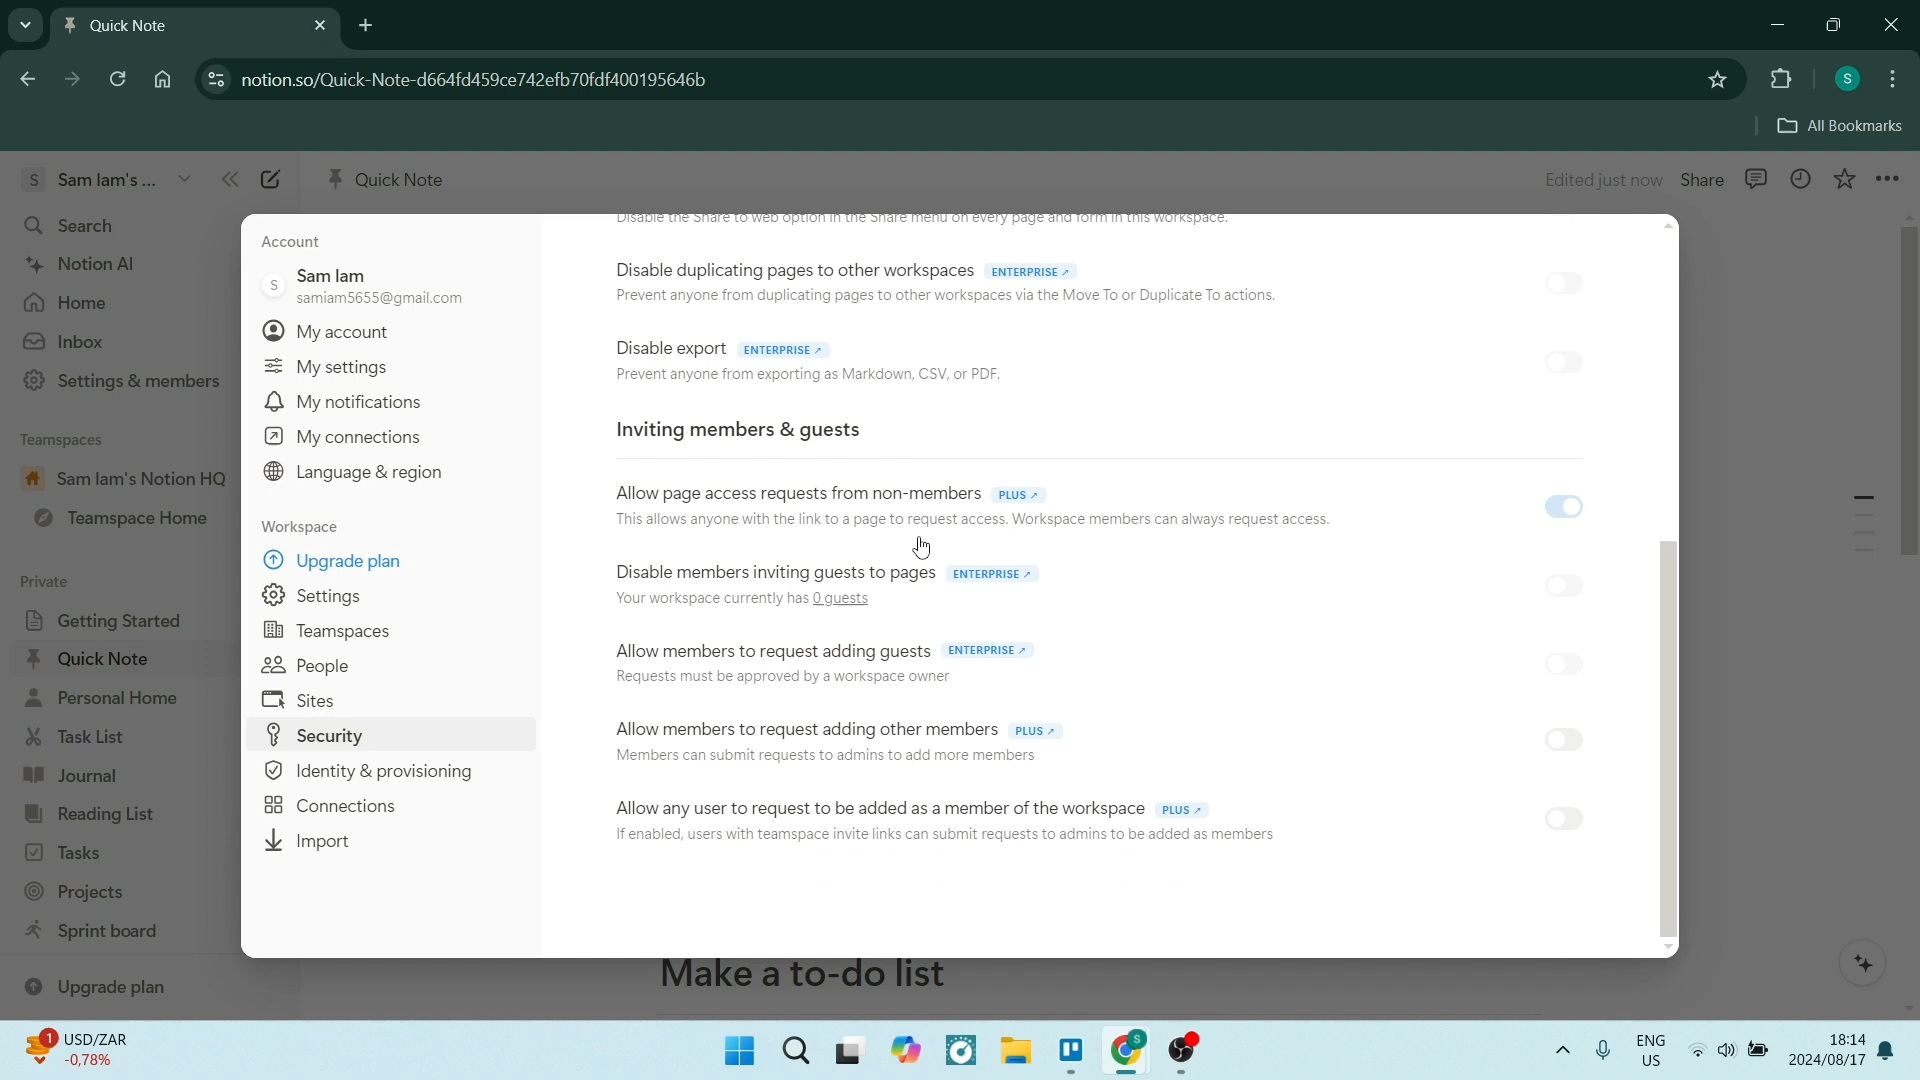 Quick Note
notion.so/Quick-Note-d664fd459ce742efb70fdf400195646b
S
All Bookmarks
S Sam Iam's ...
Quick Note
Edited just now Share
Search
Notion AI
Home
Inbox
Settings & members
Teamspaces
Sam Iam's Notion HQ
Teamspace Home
Private
Getting Started
Quick Note
Personal Home
Task List
Journal
Reading List
Tasks
Projects
Sprint board
Upgrade plan
Account
S Sam Iam
samiam5655@gmail.com
My account
My settings
My notifications
My connections
Language & region
Workspace
Upgrade plan
Settings
Teamspaces
People
Sites
Security
Identity & provisioning
Connections
Import
Disable the Share to web option in the Share menu on every page and form in this workspace.
Disable duplicating pages to other workspaces ENTERPRISE ↗
Prevent anyone from duplicating pages to other workspaces via the Move To or Duplicate To actions.
Disable export ENTERPRISE ↗
Prevent anyone from exporting as Markdown, CSV, or PDF.
Inviting members & guests
Allow page access requests from non-members PLUS ↗
This allows anyone with the link to a page to request access. Workspace members can always request access.
Disable members inviting guests to pages ENTERPRISE ↗
Your workspace currently has 0 guests
Allow members to request adding guests ENTERPRISE ↗
Requests must be approved by a workspace owner
Allow members to request adding other members PLUS ↗
Members can submit requests to admins to add more members
Allow any user to request to be added as a member of the workspace PLUS ↗
If enabled, users with teamspace invite links can submit requests to admins to be added as members
Make a to-do list
1 USD/ZAR
-0,78%
S
ENG
US
18:14
2024/08/17